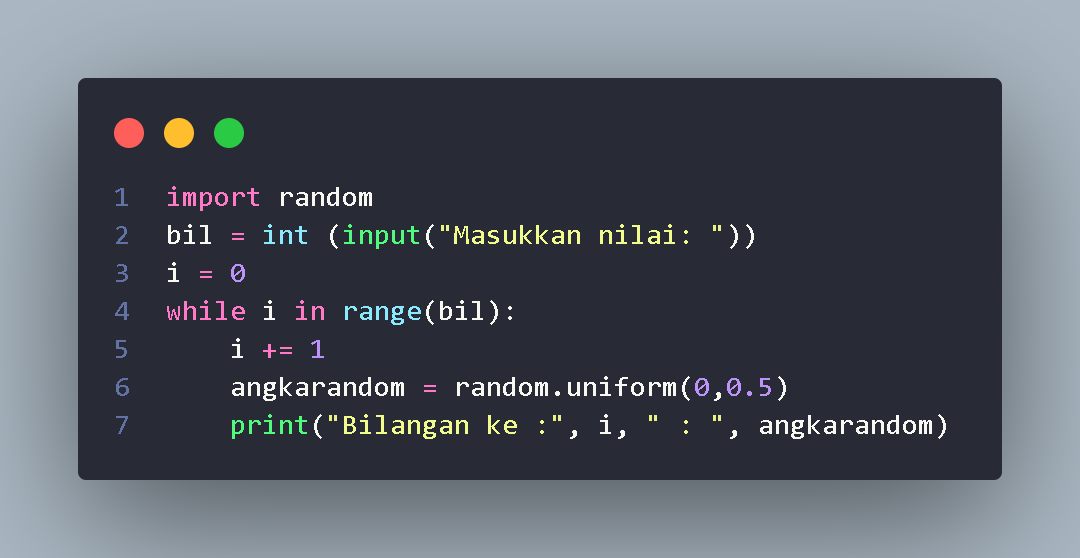 1 import random
2 bil = int (input("Masukkan nilai: "))
3 i = 0
4 while i in range(bil):
5     i += 1
6     angkarandom = random.uniform(0,0.5)
7     print("Bilangan ke :", i, " : ", angkarandom)